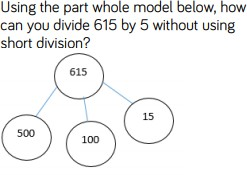 Using the part whole model below, how
can you divide 615 by 5 without using
short division?
615
500
100
15